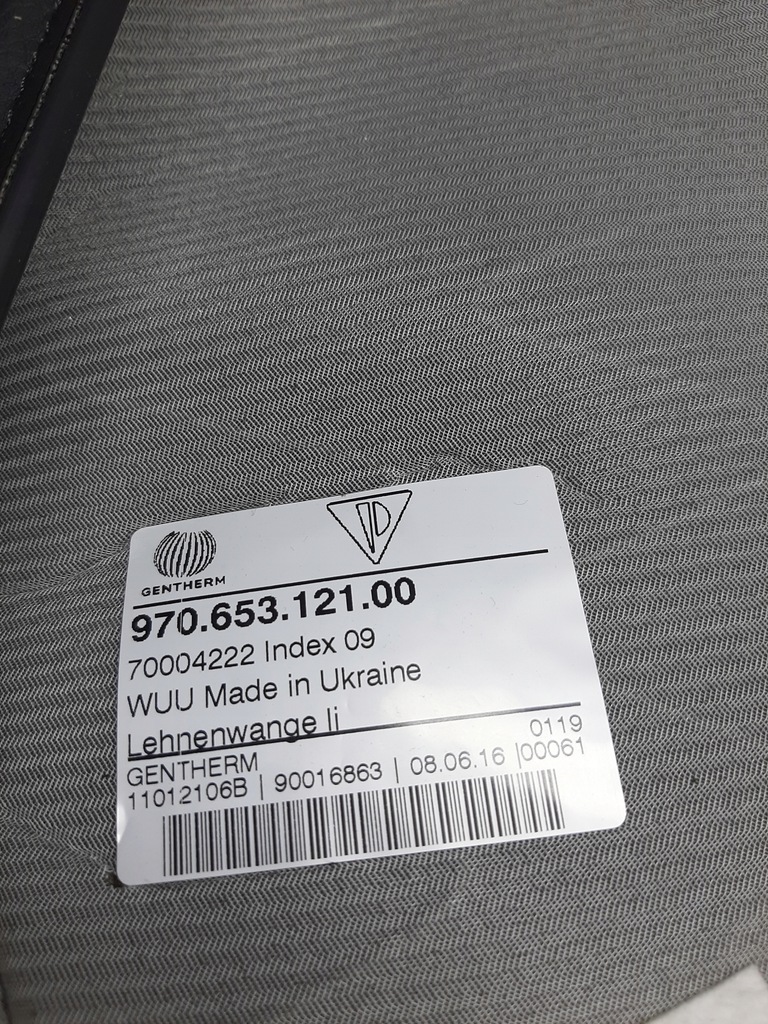 GENTHERM
970.653.121.00
70004222 Index 09
WUU Made in Ukraine
Lehnenwange li
0119
GENTHERM
11012106B | 90016863 | 08.06.16 |00061